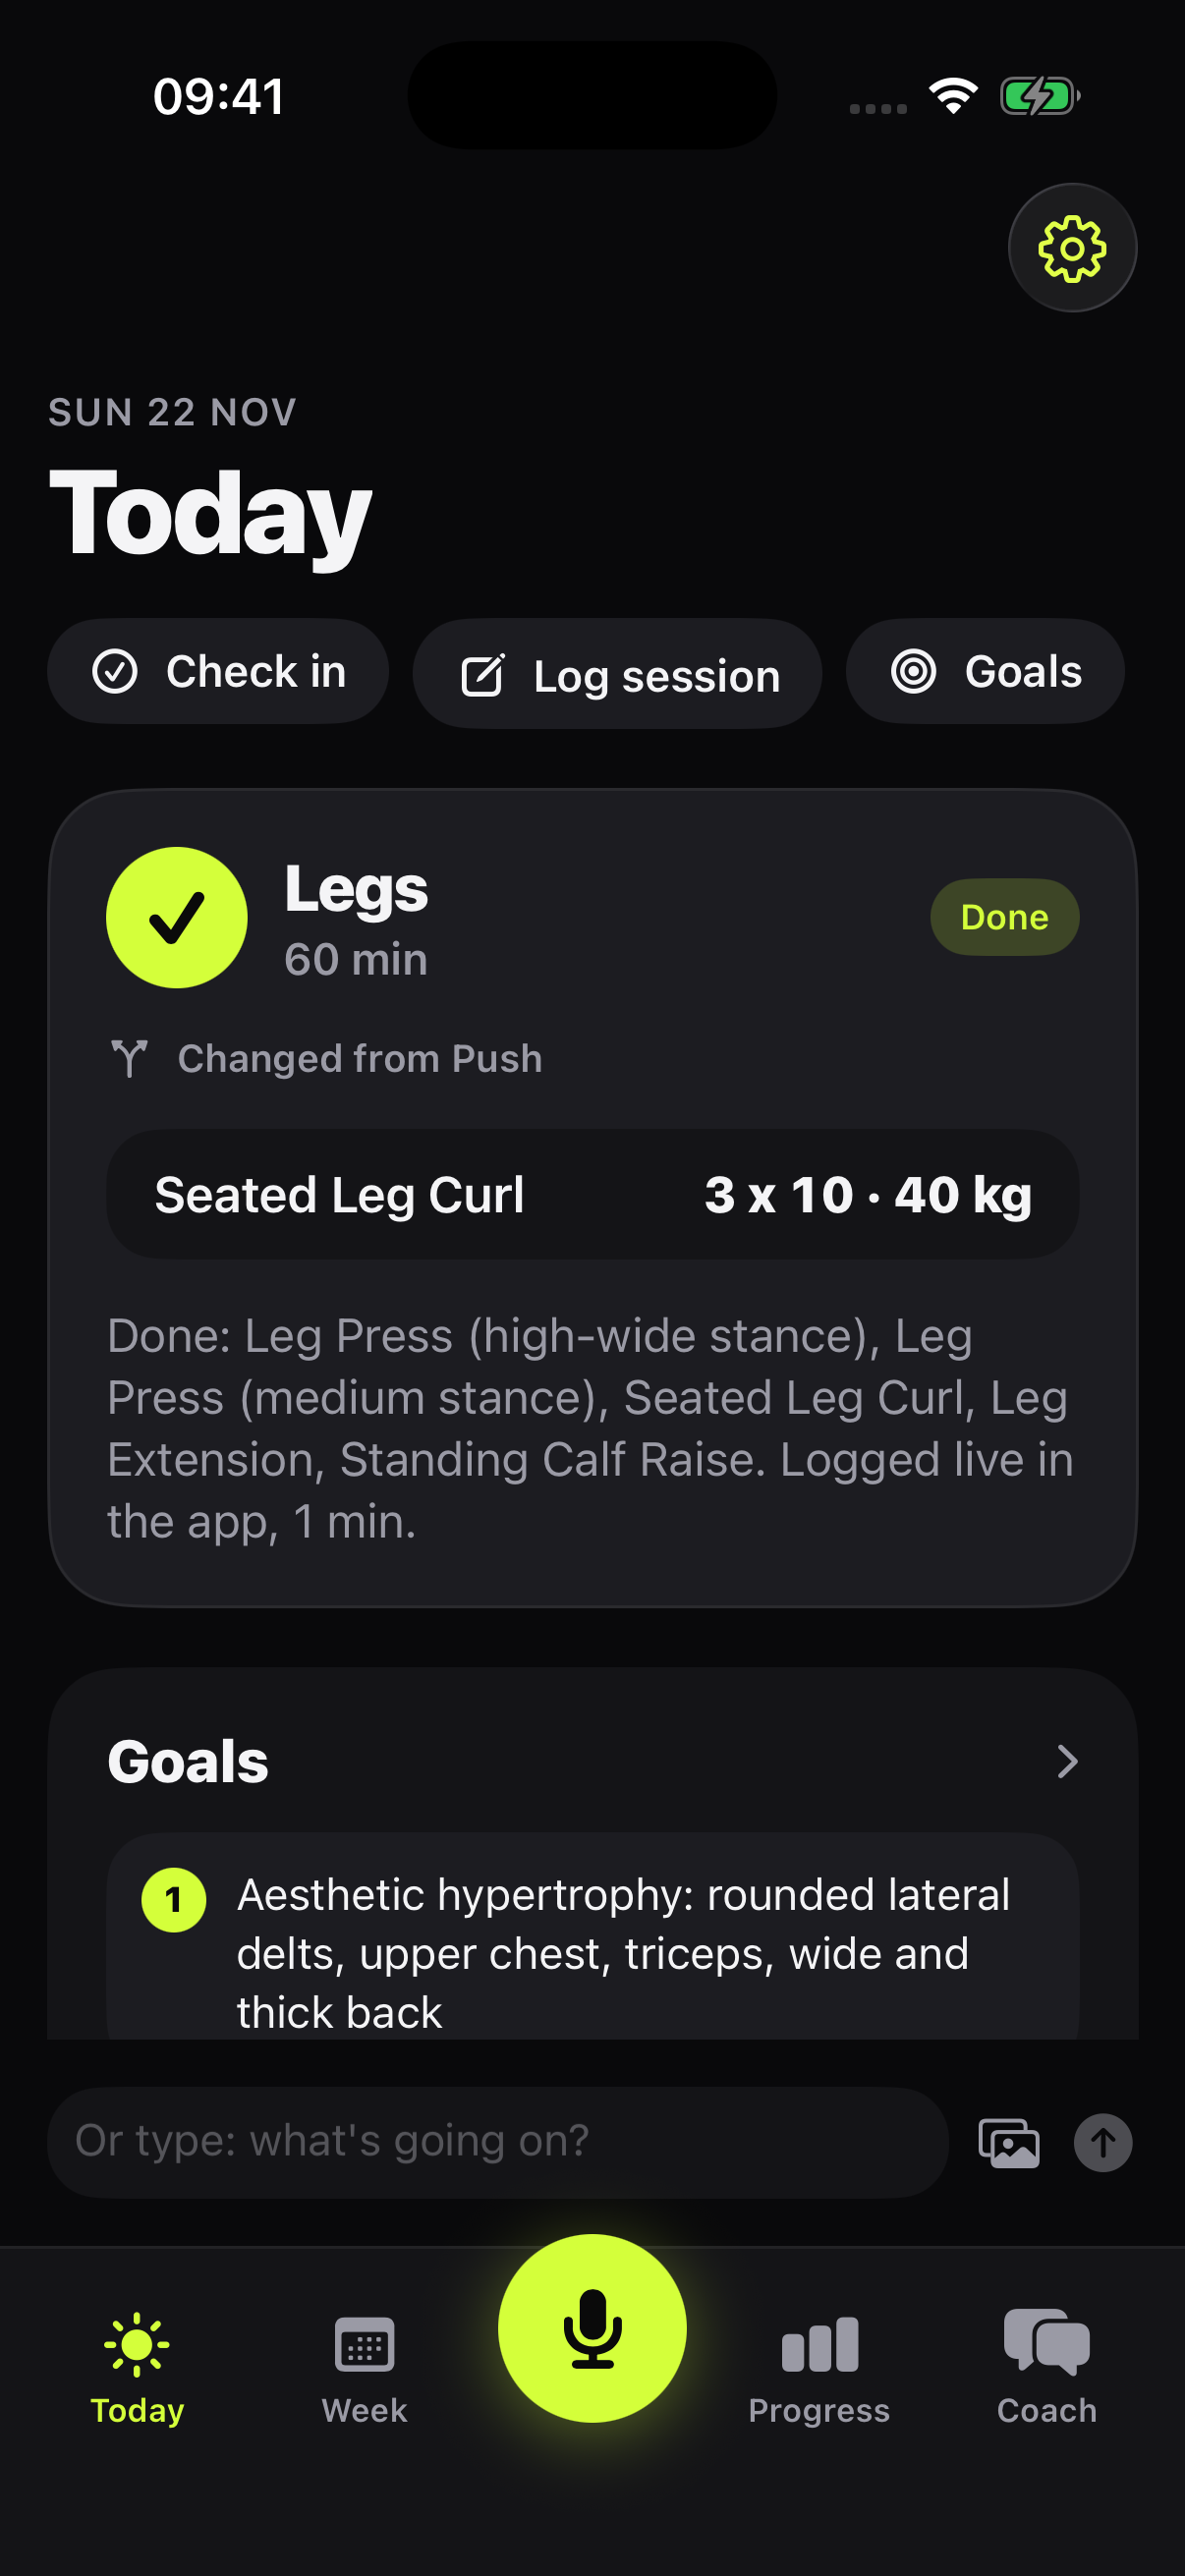 09:41
SUN 22 NOV
Today
Check in
Log session
Goals
Legs
Done
60 min
Changed from Push
Seated Leg Curl
3 x 10 · 40 kg
Done: Leg Press (high-wide stance), Leg
Press (medium stance), Seated Leg Curl, Leg
Extension, Standing Calf Raise. Logged live in
the app, 1 min.
Goals
1
Aesthetic hypertrophy: rounded lateral
delts, upper chest, triceps, wide and
thick back
Or type: what's going on?
Today
Week
Progress
Coach